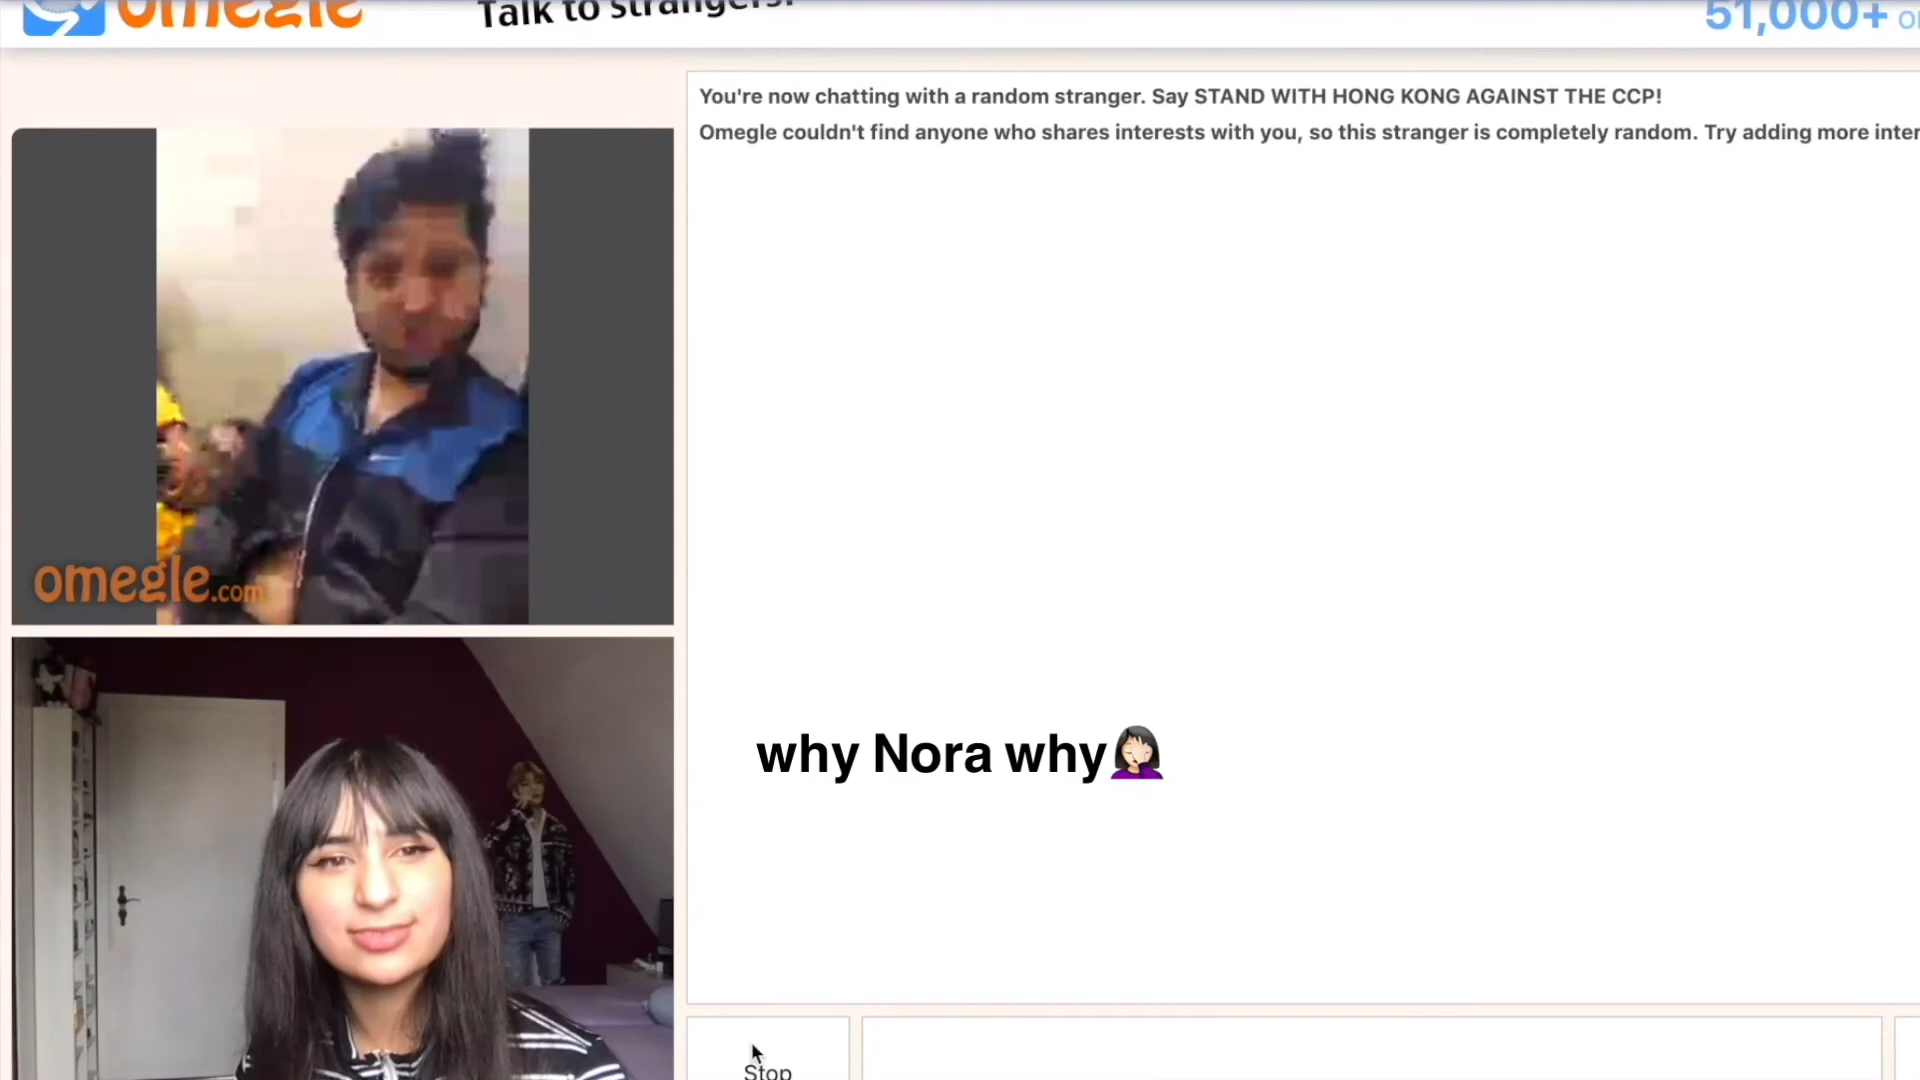 omegle
Talk to strangers!
51,000+
You're now chatting with a random stranger. Say STAND WITH HONG KONG AGAINST THE CCP!
Omegle couldn't find anyone who shares interests with you, so this stranger is completely random. Try adding more inter
omegle.com
why Nora why🤦🏻‍♀️
Stop